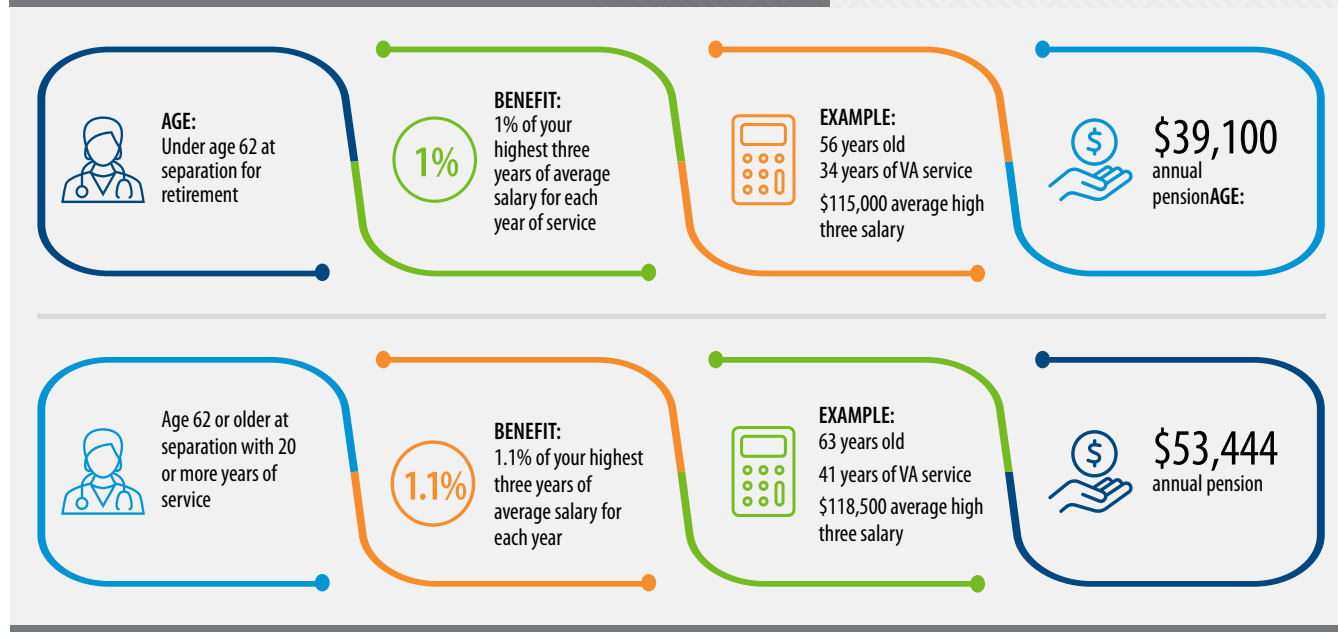 AGE:
Under age 62 at
separation for
retirement
1%
BENEFIT:
1% of your
highest three
years of average
salary for each
year of service
EXAMPLE:
56 years old
34 years of VA service
$115,000 average high
three salary
$
$39,100
annual
pensionAGE:
Age 62 or older at
separation with 20
or more years of
service
1.1%
BENEFIT:
1.1% of your highest
three years of
average salary for
each year
EXAMPLE:
63 years old
41 years of VA service
$118,500 average high
three salary
$
$53,444
annual pension